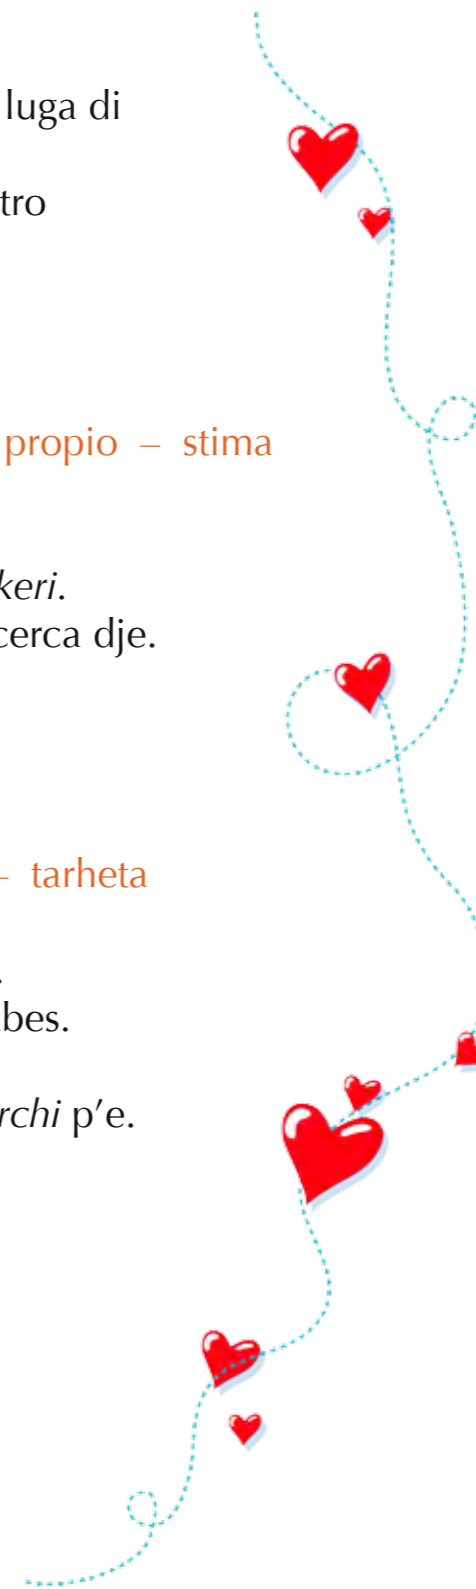 luga di
tro
propio – stima
keri.
cerca dje.
– tarheta
.
bes.
rchi p'e.